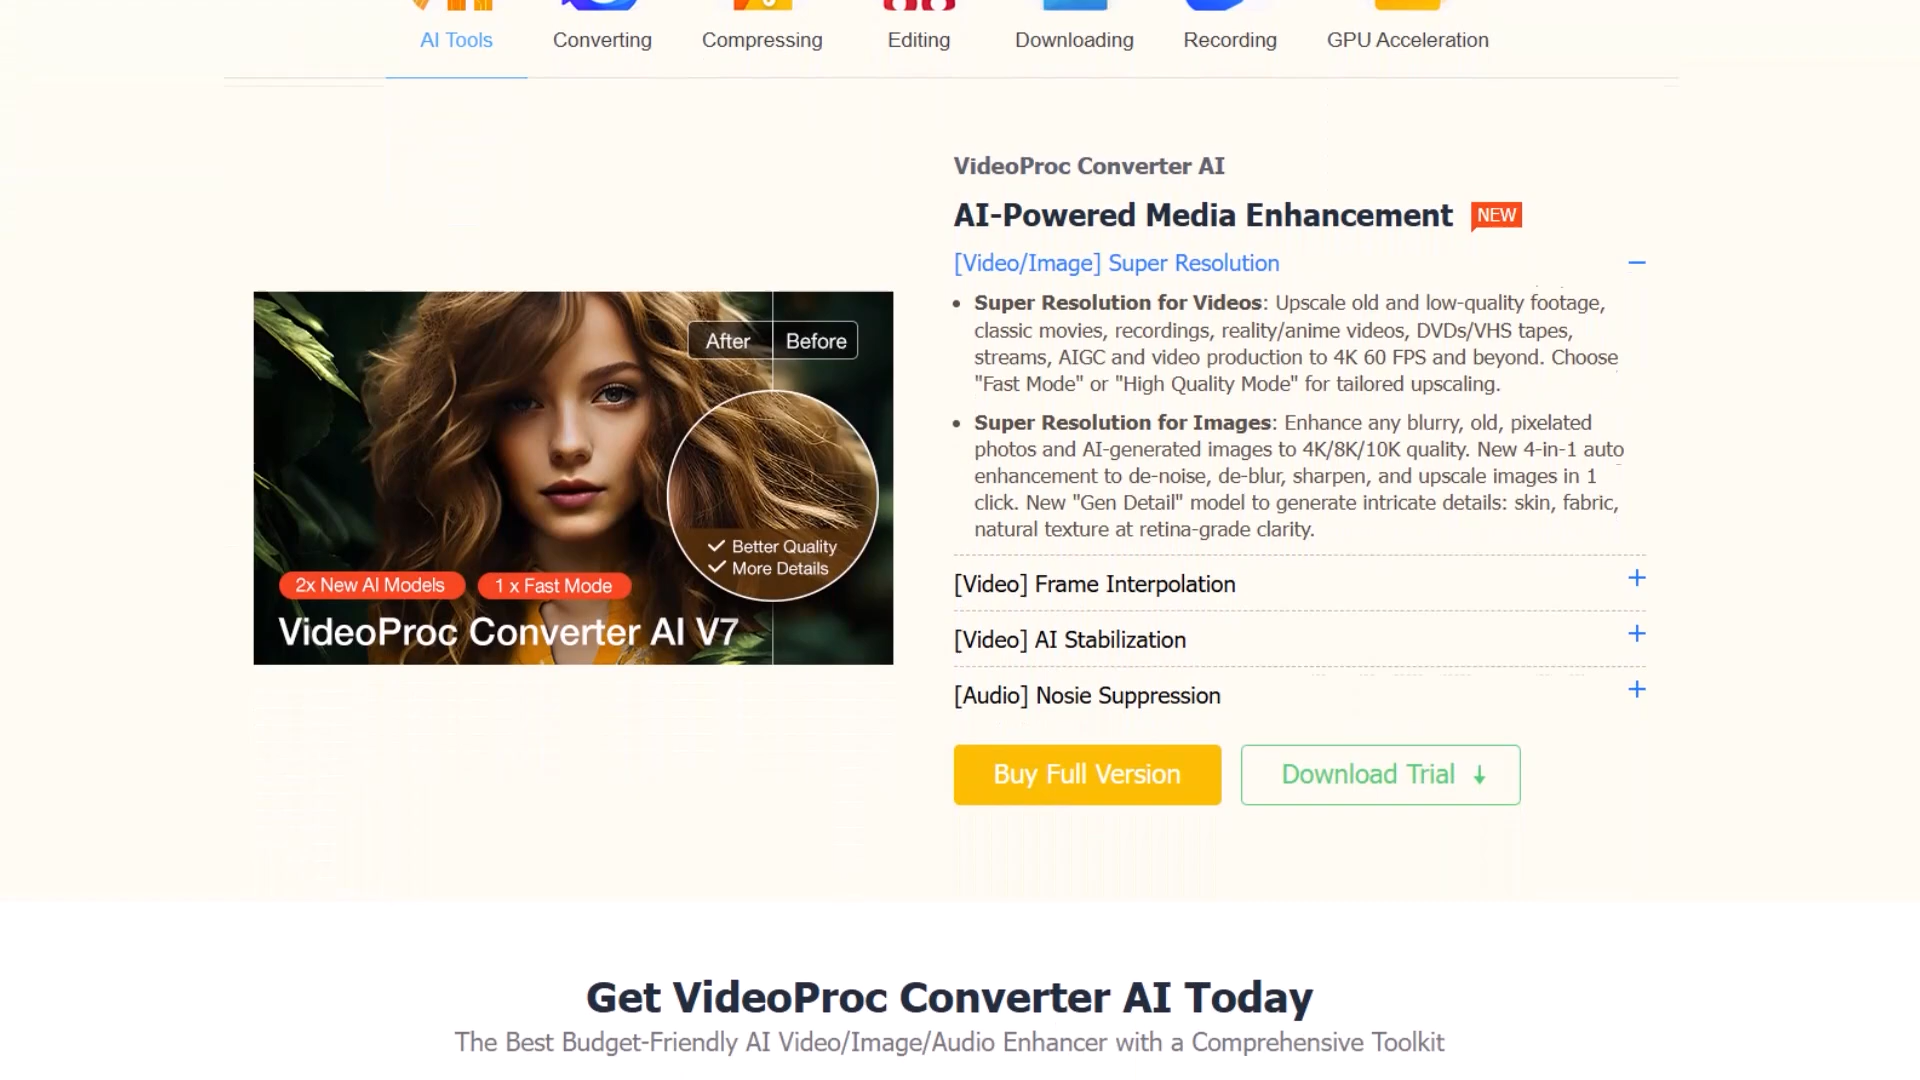 AI Tools
Converting
Compressing
Editing
Downloading
Recording
GPU Acceleration
VideoProc Converter AI
AI-Powered Media Enhancement NEW
[Video/Image] Super Resolution
Super Resolution for Videos: Upscale old and low-quality footage,
classic movies, recordings, reality/anime videos, DVDs/VHS tapes,
streams, AIGC and video production to 4K 60 FPS and beyond. Choose
"Fast Mode" or "High Quality Mode" for tailored upscaling.
Super Resolution for Images: Enhance any blurry, old, pixelated
photos and AI-generated images to 4K/8K/10K quality. New 4-in-1 auto
enhancement to de-noise, de-blur, sharpen, and upscale images in 1
click. New "Gen Detail" model to generate intricate details: skin, fabric,
natural texture at retina-grade clarity.
[Video] Frame Interpolation
[Video] AI Stabilization
[Audio] Nosie Suppression
Buy Full Version
Download Trial
After
Before
Better Quality
More Details
2x New AI Models
1 x Fast Mode
VideoProc Converter AI V7
Get VideoProc Converter AI Today
The Best Budget-Friendly AI Video/Image/Audio Enhancer with a Comprehensive Toolkit